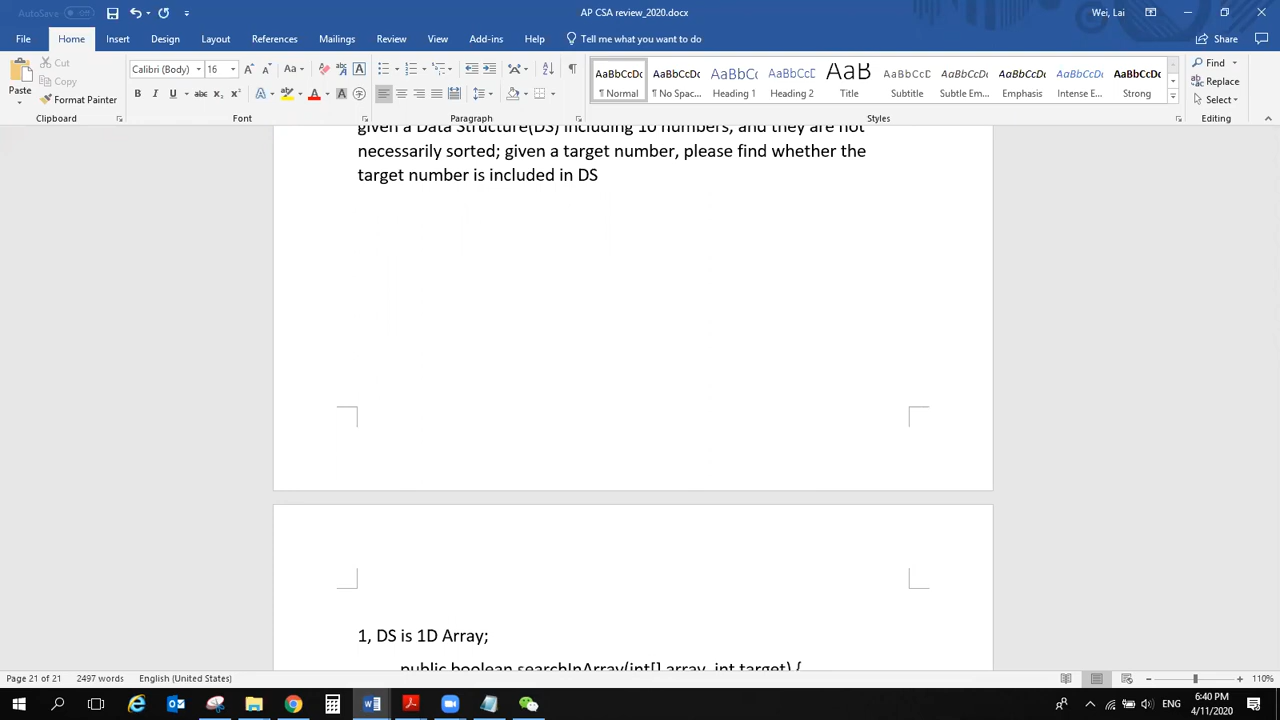 AutoSave Off
AP CSA review_2020.docx
Wei, Lai
File Home Insert Design Layout References Mailings Review View Add-ins Help Tell me what you want to do Share
Paste
Cut
Copy
Format Painter
Calibri (Body) 16
AaBbCcDc
¶ Normal
AaBbCcDc
¶ No Spac...
AaBbC
Heading 1
AaBbCcD
Heading 2
AaB
Title
AaBbCcD
Subtitle
AaBbCcDc
Subtle Em...
AaBbCcDc
Emphasis
AaBbCcDc
Intense E...
AaBbCcDc
Strong
Find
Replace
Select
Clipboard Font Paragraph Styles Editing
given a Data Structure(DS) including 10 numbers, and they are not
necessarily sorted; given a target number, please find whether the
target number is included in DS
1, DS is 1D Array;
public boolean searchInArray(int[] array, int target) {
Page 21 of 21 2497 words English (United States) 110%
ENG
6:40 PM
4/11/2020